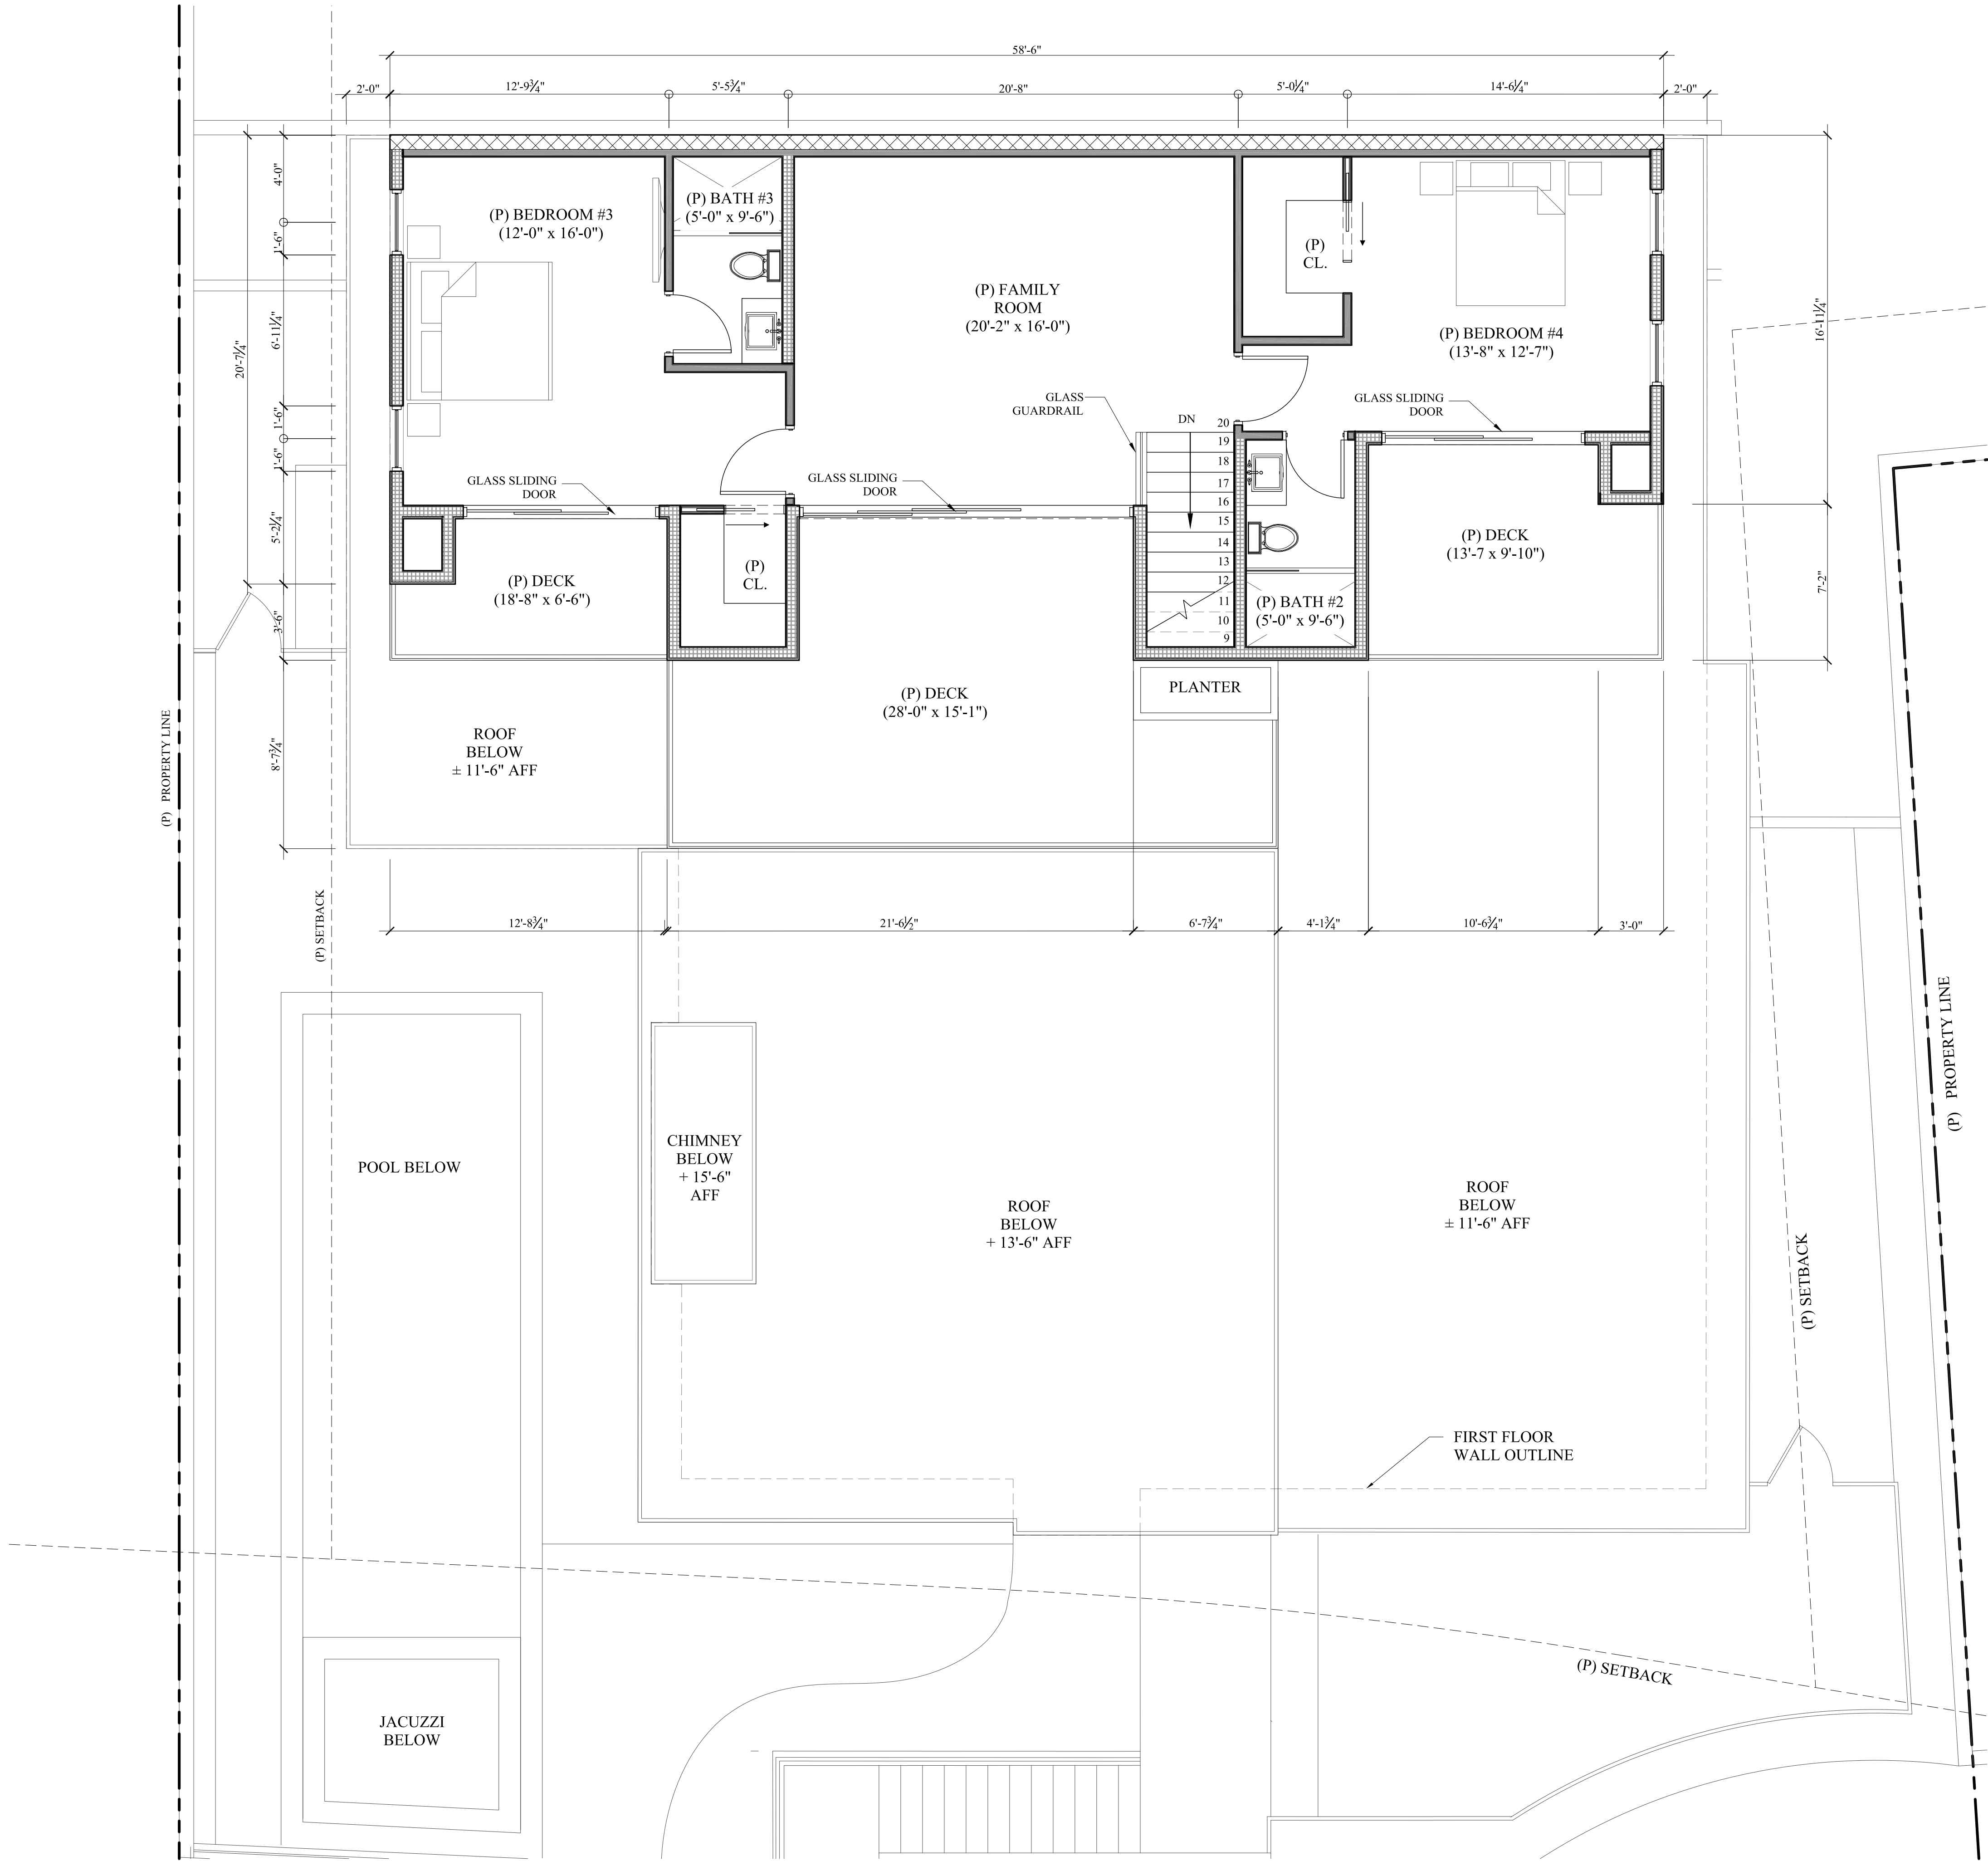 58'-6"
2'-0"
12'-9¾"
5'-5¾"
20'-8"
5'-0¼"
14'-6¼"
2'-0"
4'-0"
1'-6"
6'-11¼"
20'-7¼"
1'-6"
1'-6"
5'-2¼"
3'-6"
8'-7¾"
16'-11¼"
7'-2"
(P) BEDROOM #3
(12'-0" x 16'-0")
(P) BATH #3
(5'-0" x 9'-6")
(P) FAMILY
ROOM
(20'-2" x 16'-0")
(P)
CL.
(P) BEDROOM #4
(13'-8" x 12'-7")
GLASS
GUARDRAIL
DN
GLASS SLIDING
DOOR
20
19
18
17
16
15
14
13
12
11
10
9
GLASS SLIDING
DOOR
GLASS SLIDING
DOOR
(P) DECK
(18'-8" x 6'-6")
(P)
CL.
(P) DECK
(13'-7 x 9'-10")
(P) BATH #2
(5'-0" x 9'-6")
(P) DECK
(28'-0" x 15'-1")
PLANTER
ROOF
BELOW
± 11'-6" AFF
(P) PROPERTY LINE
(P) SETBACK
12'-8¾"
21'-6½"
6'-7¾"
4'-1¾"
10'-6¾"
3'-0"
(P) PROPERTY LINE
POOL BELOW
CHIMNEY
BELOW
+ 15'-6"
AFF
ROOF
BELOW
+ 13'-6" AFF
ROOF
BELOW
± 11'-6" AFF
(P) SETBACK
FIRST FLOOR
WALL OUTLINE
(P) SETBACK
JACUZZI
BELOW